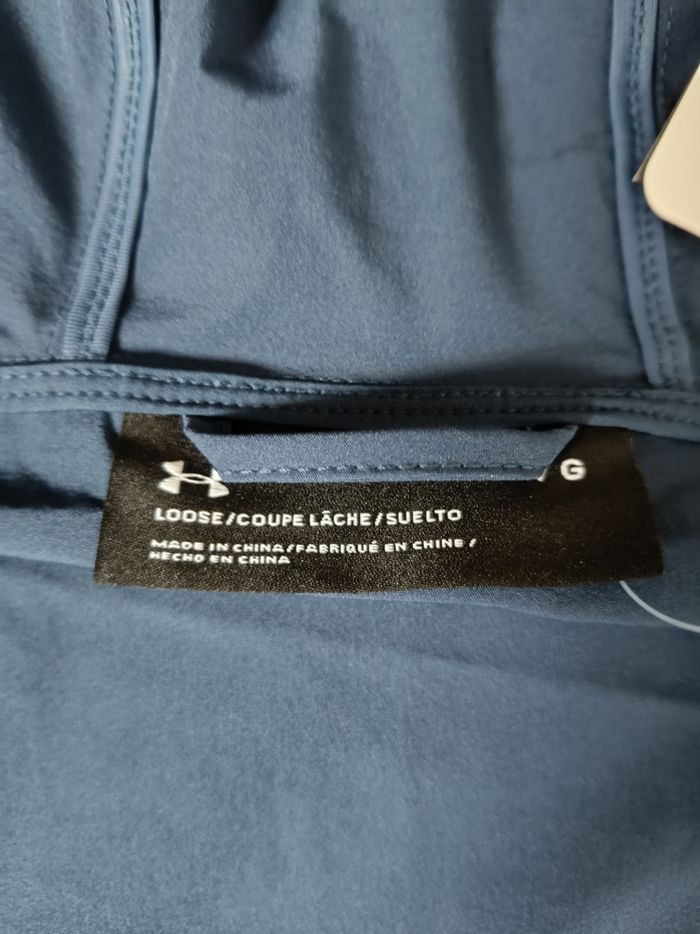 G
LOOSE/COUPE LÂCHE/SUELTO
MADE IN CHINA/FABRIQUÉ EN CHINE/
HECHO EN CHINA